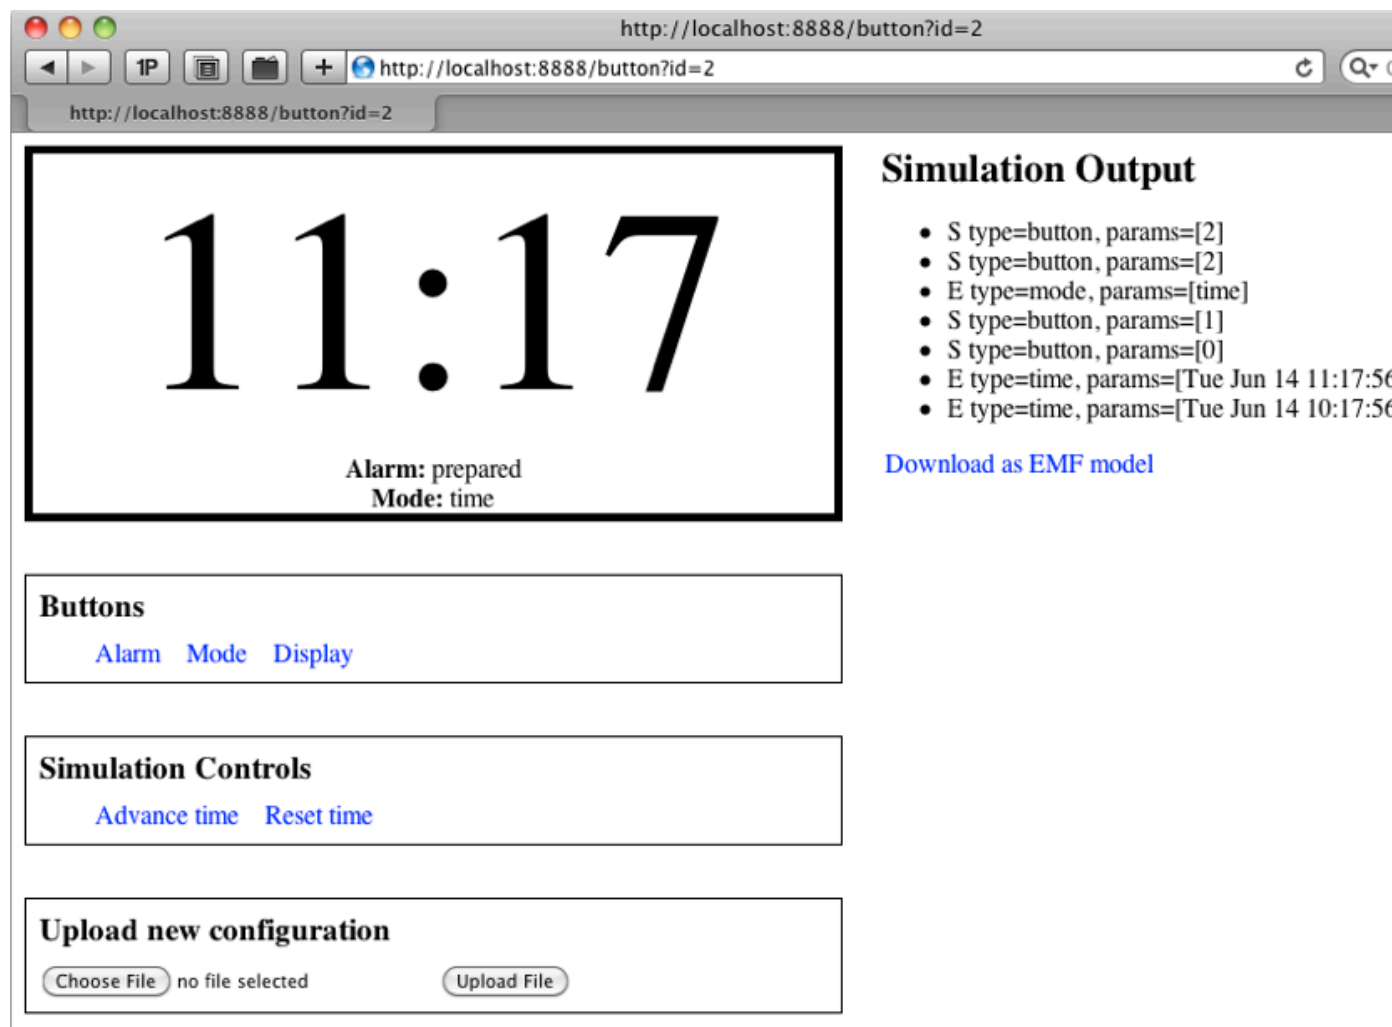 http://localhost:8888/button?id=2
1P
http://localhost:8888/button?id=2
http://localhost:8888/button?id=2
11:17
Alarm: prepared
Mode: time
Buttons
Alarm Mode Display
Simulation Controls
Advance time Reset time
Upload new configuration
Choose File no file selected Upload File
Simulation Output
• S type=button, params=[2]
• S type=button, params=[2]
• E type=mode, params=[time]
• S type=button, params=[1]
• S type=button, params=[0]
• E type=time, params=[Tue Jun 14 11:17:56
• E type=time, params=[Tue Jun 14 10:17:56
Download as EMF model